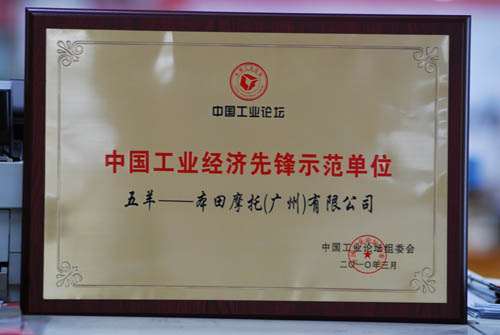 中国工业论坛
中国工业经济先锋示范单位
五羊——本田摩托(广州)有限公司
中国工业论坛组委会
二〇一〇年三月